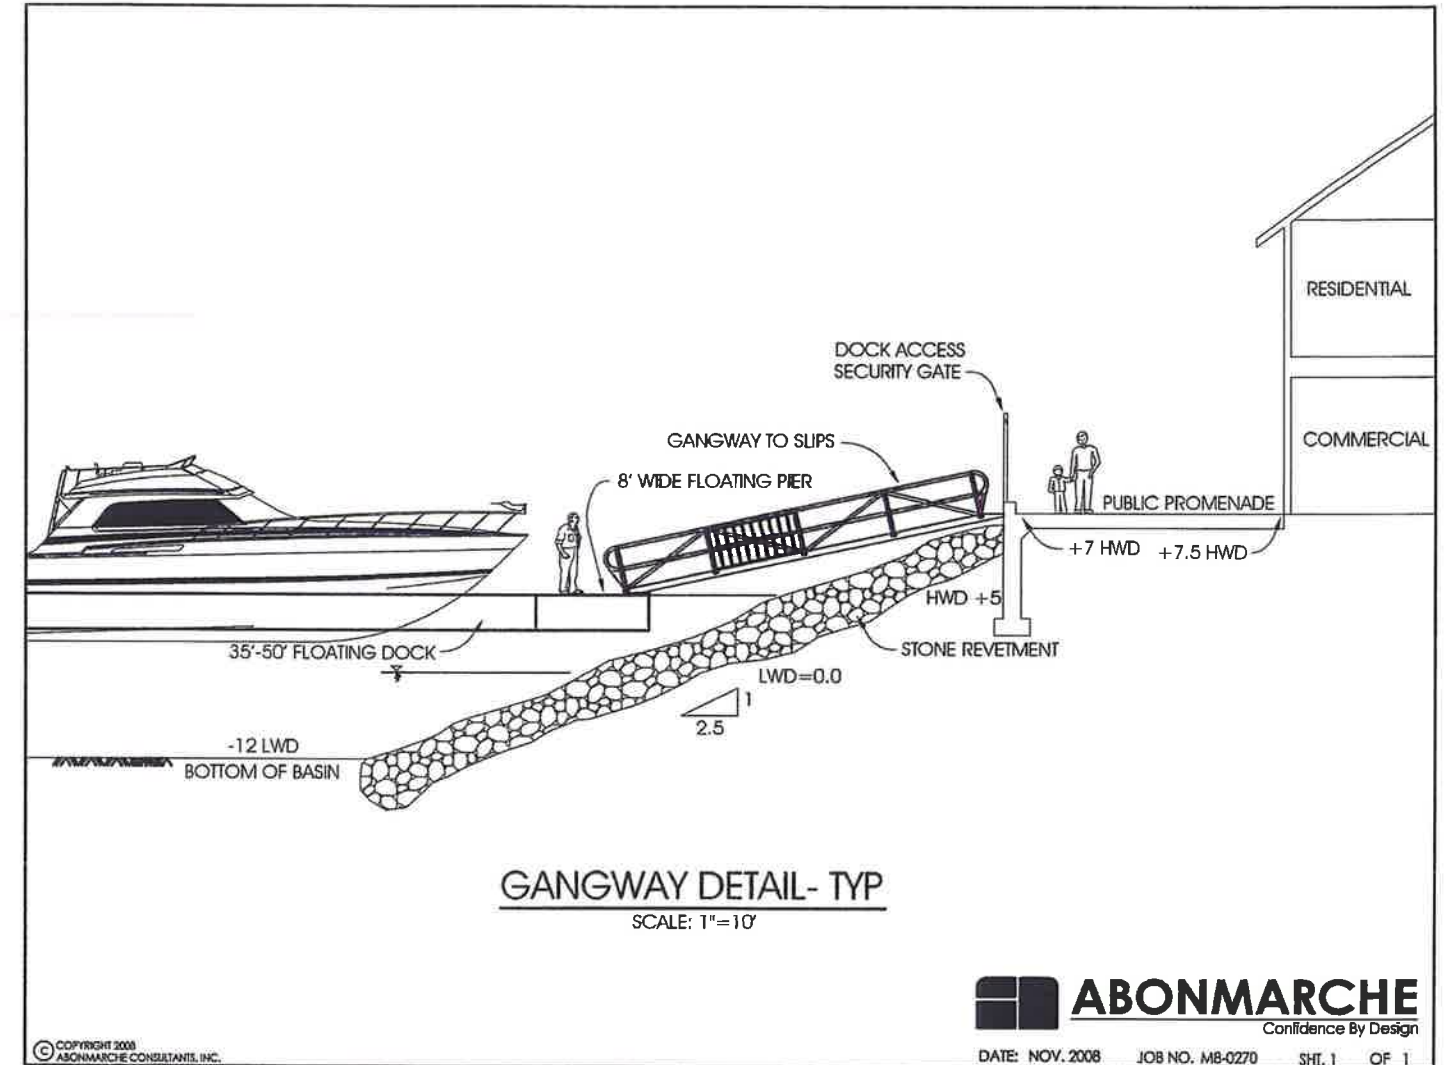 RESIDENTIAL
DOCK ACCESS
SECURITY GATE
GANGWAY TO SLIPS
COMMERCIAL
8' WIDE FLOATING PIER
PUBLIC PROMENADE
+7 HWD
+7.5 HWD
HWD +5
35'-50' FLOATING DOCK
STONE REVETMENT
LWD=0.0
1
2.5
-12 LWD
BOTTOM OF BASIN
GANGWAY DETAIL- TYP
SCALE: 1"=10'
ABONMARCHE
Confidence By Design
© COPYRIGHT 2008
ABONMARCHE CONSULTANTS, INC.
DATE: NOV. 2008 JOB NO. M8-0270 SHT. 1 OF 1